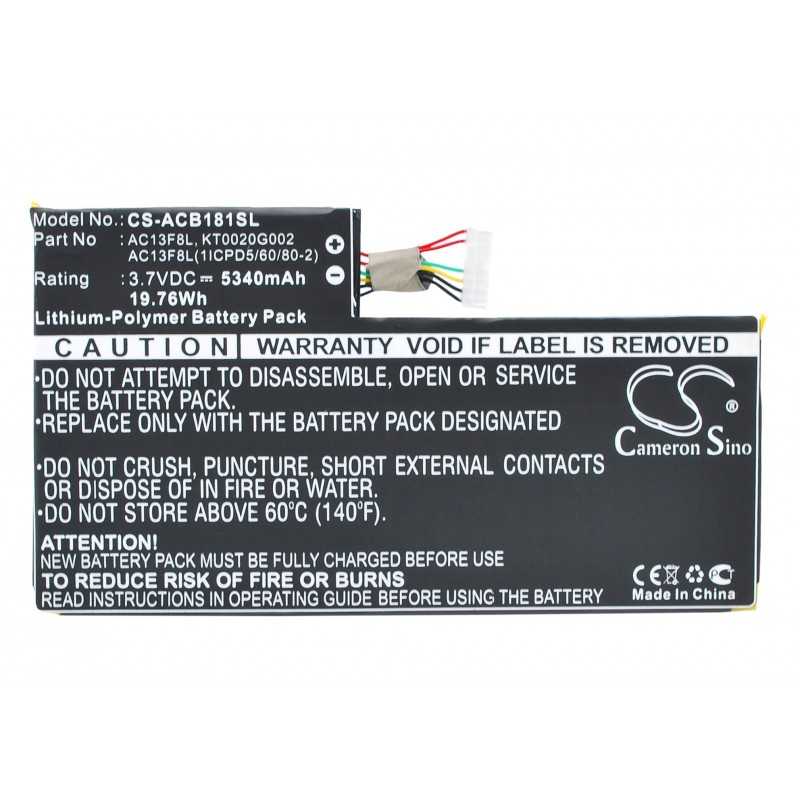 Model No.: CS-ACB181SL
Part No : AC13F8L, KT0020G002
AC13F8L(1ICPD5/60/80-2)
Rating : 3.7VDC ⎓ 5340mAh
19.76Wh
Lithium-Polymer Battery Pack
CAUTION WARRANTY VOID IF LABEL IS REMOVED
•DO NOT ATTEMPT TO DISASSEMBLE, OPEN OR SERVICE
THE BATTERY PACK.
•REPLACE ONLY WITH THE BATTERY PACK DESIGNATED
•DO NOT CRUSH, PUNCTURE, SHORT EXTERNAL CONTACTS
OR DISPOSE OF IN FIRE OR WATER.
•DO NOT STORE ABOVE 60°C (140°F).
CS ®
Cameron Sino
ATTENTION!
NEW BATTERY PACK MUST BE FULLY CHARGED BEFORE USE
TO REDUCE RISK OF FIRE OR BURNS
READ INSTRUCTIONS IN OPERATING GUIDE BEFORE USE
CE
Made In China